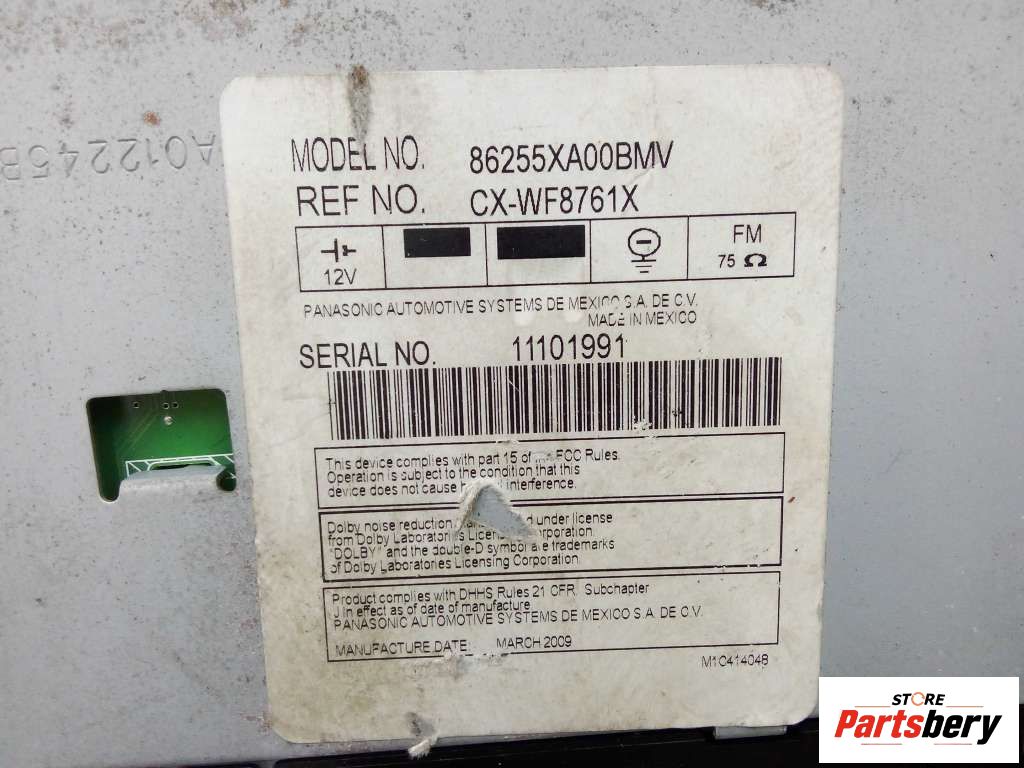 A012245B
MODEL NO. 86255XA00BMV
REF NO. CX-WF8761X
12V
FM
75 Ω
PANASONIC AUTOMOTIVE SYSTEMS DE MEXICO S.A. DE C.V.
MADE IN MEXICO
SERIAL NO. 11101991
This device complies with part 15 of FCC Rules.
Operation is subject to the condition that this
device does not cause interference.
Dolby noise reduction under license
from Dolby Laboratories Licensing Corporation.
"DOLBY" and the double-D symbol are trademarks
of Dolby Laboratories Licensing Corporation.
Product complies with DHHS Rules 21 CFR. Subchapter
J in effect as of date of manufacture.
PANASONIC AUTOMOTIVE SYSTEMS DE MEXICO S.A. DE C.V.
MANUFACTURE DATE: MARCH 2009
M1C414048
STORE
Partsbery